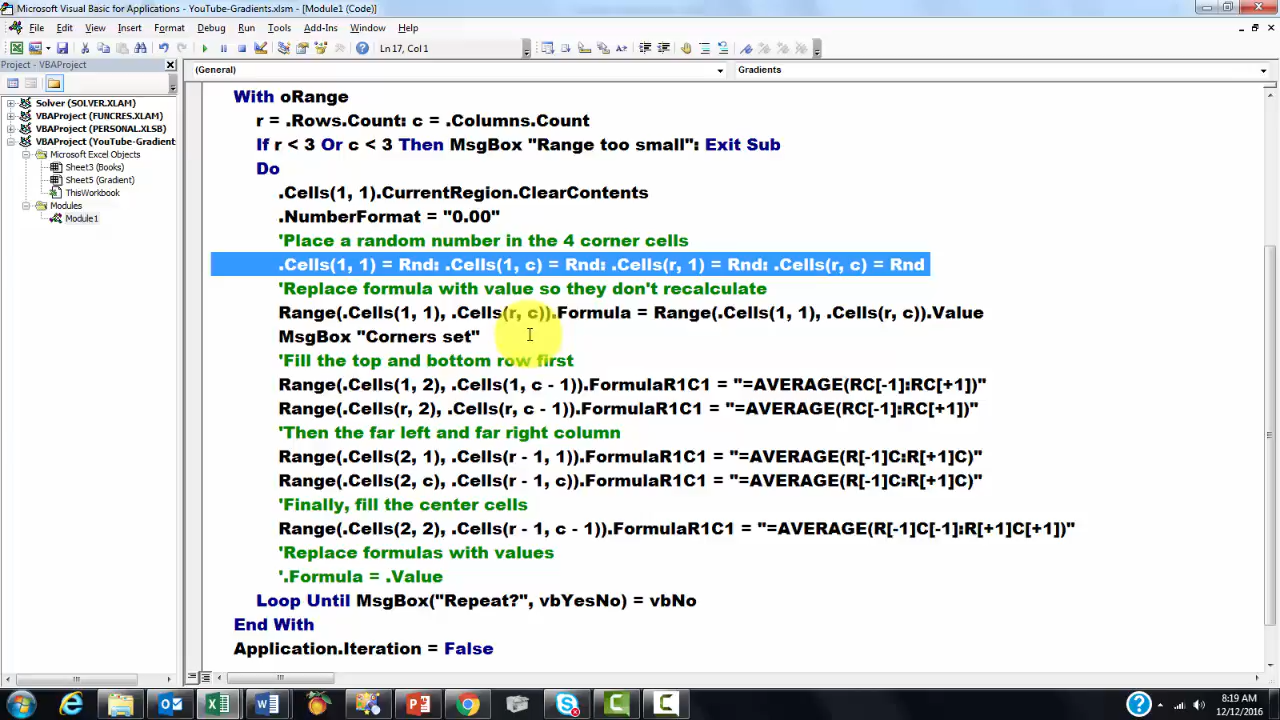 Microsoft Visual Basic for Applications - YouTube-Gradients.xlsm - [Module1 (Code)]
File Edit View Insert Format Debug Run Tools Add-Ins Window Help
Ln 17, Col 1
Project - VBAProject
(General)
Gradients
Solver (SOLVER.XLAM)
VBAProject (FUNCRES.XLAM)
VBAProject (PERSONAL.XLSB)
VBAProject (YouTube-Gradient
Microsoft Excel Objects
Sheet3 (Books)
Sheet5 (Gradient)
ThisWorkbook
Modules
Module1
With oRange
r = .Rows.Count: c = .Columns.Count
If r < 3 Or c < 3 Then MsgBox "Range too small": Exit Sub
Do
.Cells(1, 1).CurrentRegion.ClearContents
.NumberFormat = "0.00"
'Place a random number in the 4 corner cells
.Cells(1, 1) = Rnd: .Cells(1, c) = Rnd: .Cells(r, 1) = Rnd: .Cells(r, c) = Rnd
'Replace formula with value so they don't recalculate
Range(.Cells(1, 1), .Cells(r, c)).Formula = Range(.Cells(1, 1), .Cells(r, c)).Value
MsgBox "Corners set"
'Fill the top and bottom row first
Range(.Cells(1, 2), .Cells(1, c - 1)).FormulaR1C1 = "=AVERAGE(RC[-1]:RC[+1])"
Range(.Cells(r, 2), .Cells(r, c - 1)).FormulaR1C1 = "=AVERAGE(RC[-1]:RC[+1])"
'Then the far left and far right column
Range(.Cells(2, 1), .Cells(r - 1, 1)).FormulaR1C1 = "=AVERAGE(R[-1]C:R[+1]C)"
Range(.Cells(2, c), .Cells(r - 1, c)).FormulaR1C1 = "=AVERAGE(R[-1]C:R[+1]C)"
'Finally, fill the center cells
Range(.Cells(2, 2), .Cells(r - 1, c - 1)).FormulaR1C1 = "=AVERAGE(R[-1]C[-1]:R[+1]C[+1])"
'Replace formulas with values
'.Formula = .Value
Loop Until MsgBox("Repeat?", vbYesNo) = vbNo
End With
Application.Iteration = False
8:19 AM
12/12/2016